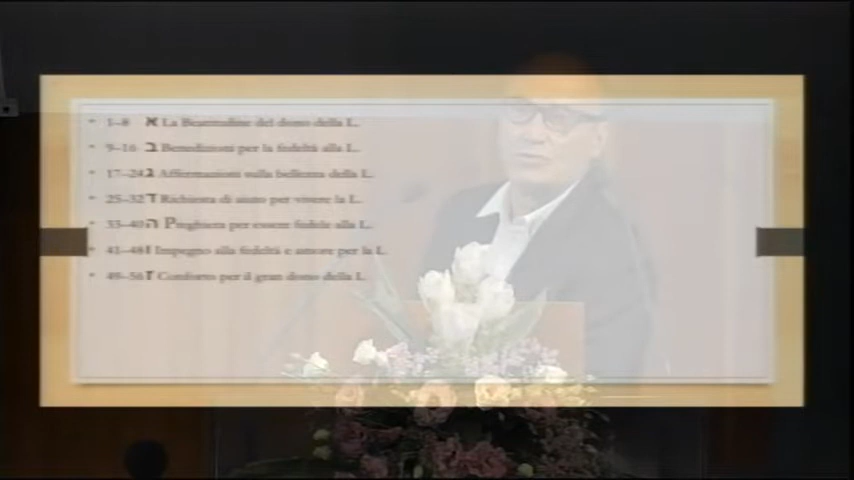 • 1–8 א La Beatitudine del dono della L.
• 9–16 ב Benedizioni per la fedeltà alla L.
• 17–24 ג Affermazioni sulla bellezza della L.
• 25–32 ד Richiesta di aiuto per vivere la L.
• 33–40 ה Preghiera per essere fedele alla L.
• 41–48 ו Impegno alla fedeltà e amore per la L.
• 49–56 ז Conforto per il gran dono della L.